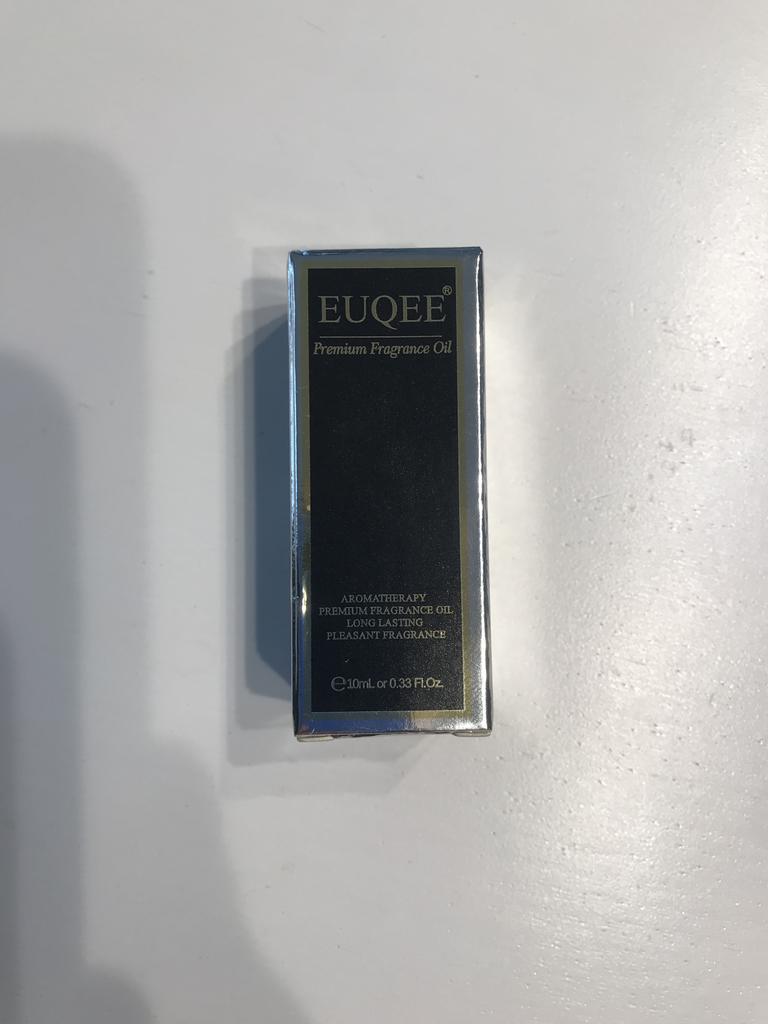 EUQEE®
Premium Fragrance Oil
AROMATHERAPY
PREMIUM FRAGRANCE OIL
LONG LASTING
PLEASANT FRAGRANCE
℮10mL or 0.33 Fl.Oz.